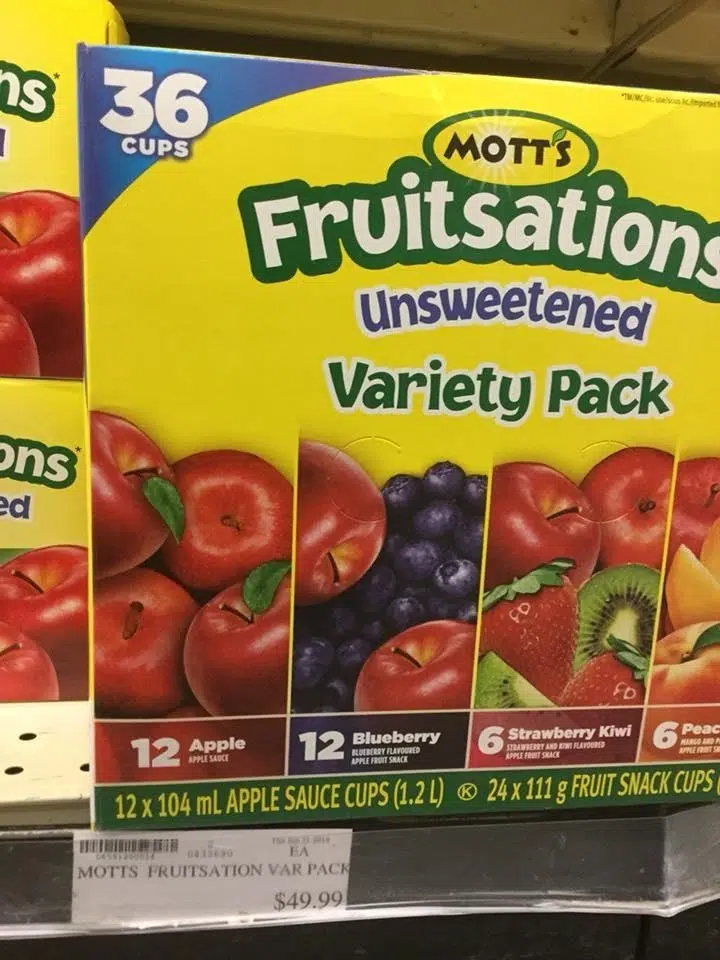 36
CUPS
MOTT'S
Fruitsations
Unsweetened
Variety Pack
ns*
ons*
ed
12 Apple
APPLE SAUCE
12 Blueberry
BLUEBERRY FLAVOURED
APPLE FRUIT SNACK
6 Strawberry Kiwi
STRAWBERRY AND KIWI FLAVOURED
APPLE FRUIT SNACK
6 Peac
MANGO AND P
APPLE FRUIT S
12 x 104 mL APPLE SAUCE CUPS (1.2 L) K 24 x 111 g FRUIT SNACK CUPS (
EA
MOTTS FRUITSATION VAR PACK
$49.99